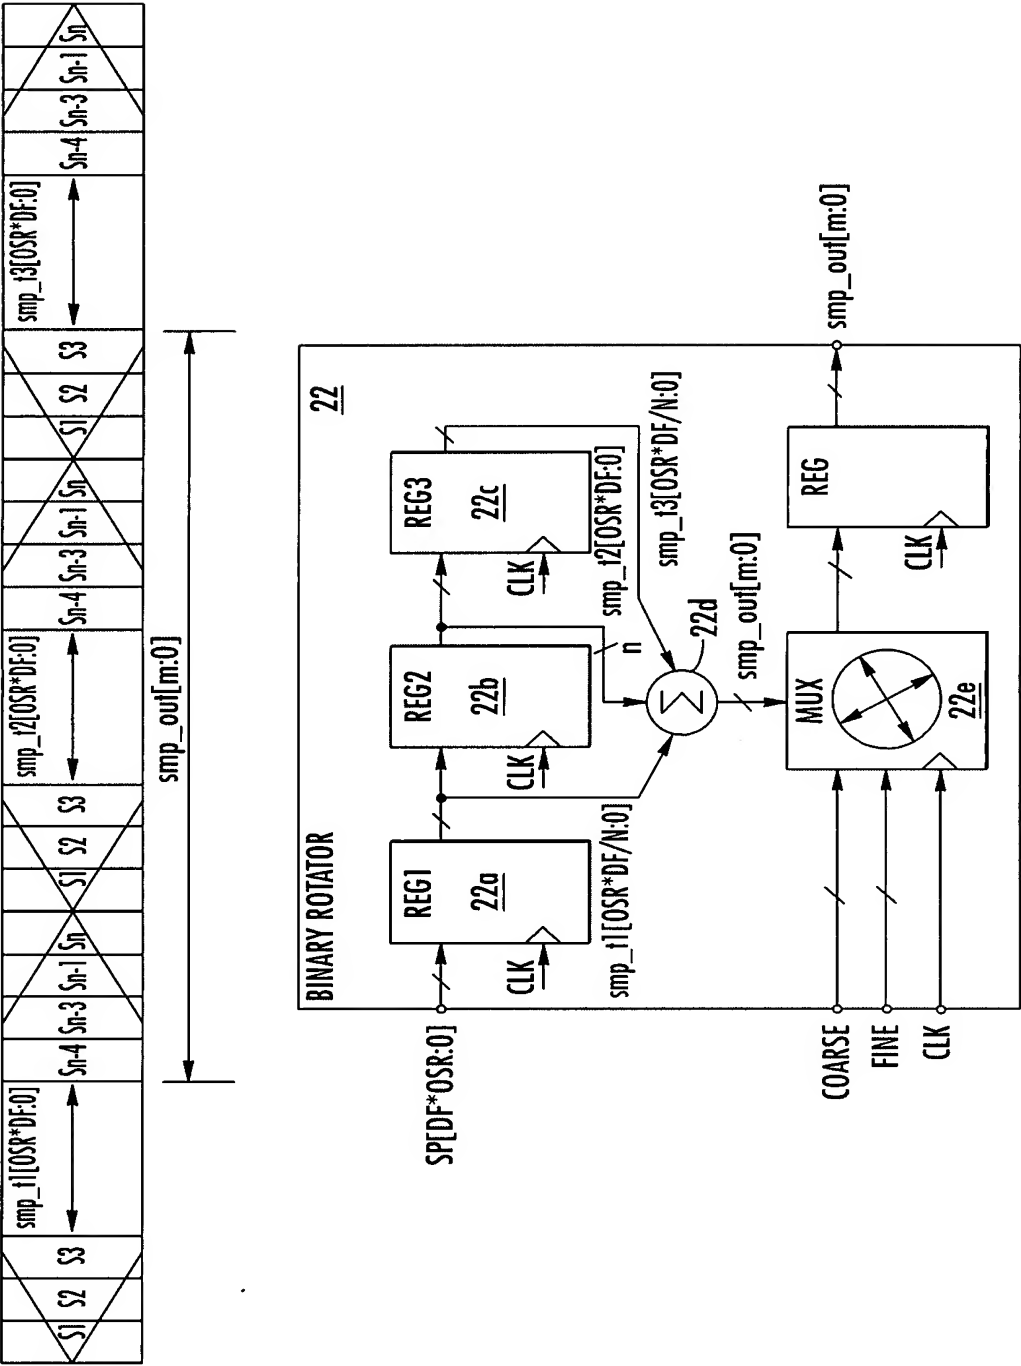 S1 S2 S3 smp_t1[OSR*DF:0] Sn-4 Sn-3 Sn-1 Sn S1 S2 S3 smp_t2[OSR*DF:0] Sn-4 Sn-3 Sn-1 Sn S1 S2 S3 smp_t3[OSR*DF:0] Sn-4 Sn-3 Sn-1 Sn
smp_out[m:0]
BINARY ROTATOR
22
SP[DF*OSR:0]
REG1
22a
CLK
REG2
22b
CLK
REG3
22c
CLK
smp_t1[OSR*DF/N:0]
n
smp_t2[OSR*DF:0]
smp_t3[OSR*DF/N:0]
Σ
22d
smp_out[m:0]
COARSE
FINE
CLK
MUX
22e
REG
CLK
smp_out[m:0]